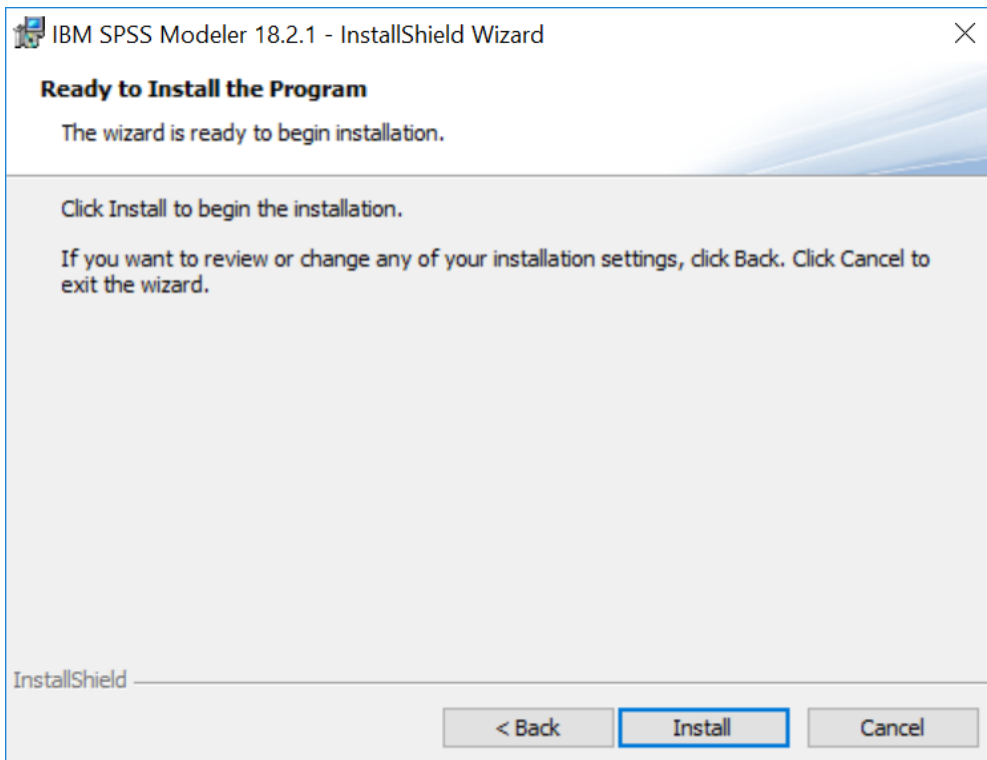 IBM SPSS Modeler 18.2.1 - InstallShield Wizard
Ready to Install the Program
The wizard is ready to begin installation.
Click Install to begin the installation.
If you want to review or change any of your installation settings, click Back. Click Cancel to
exit the wizard.
InstallShield
< Back
Install
Cancel